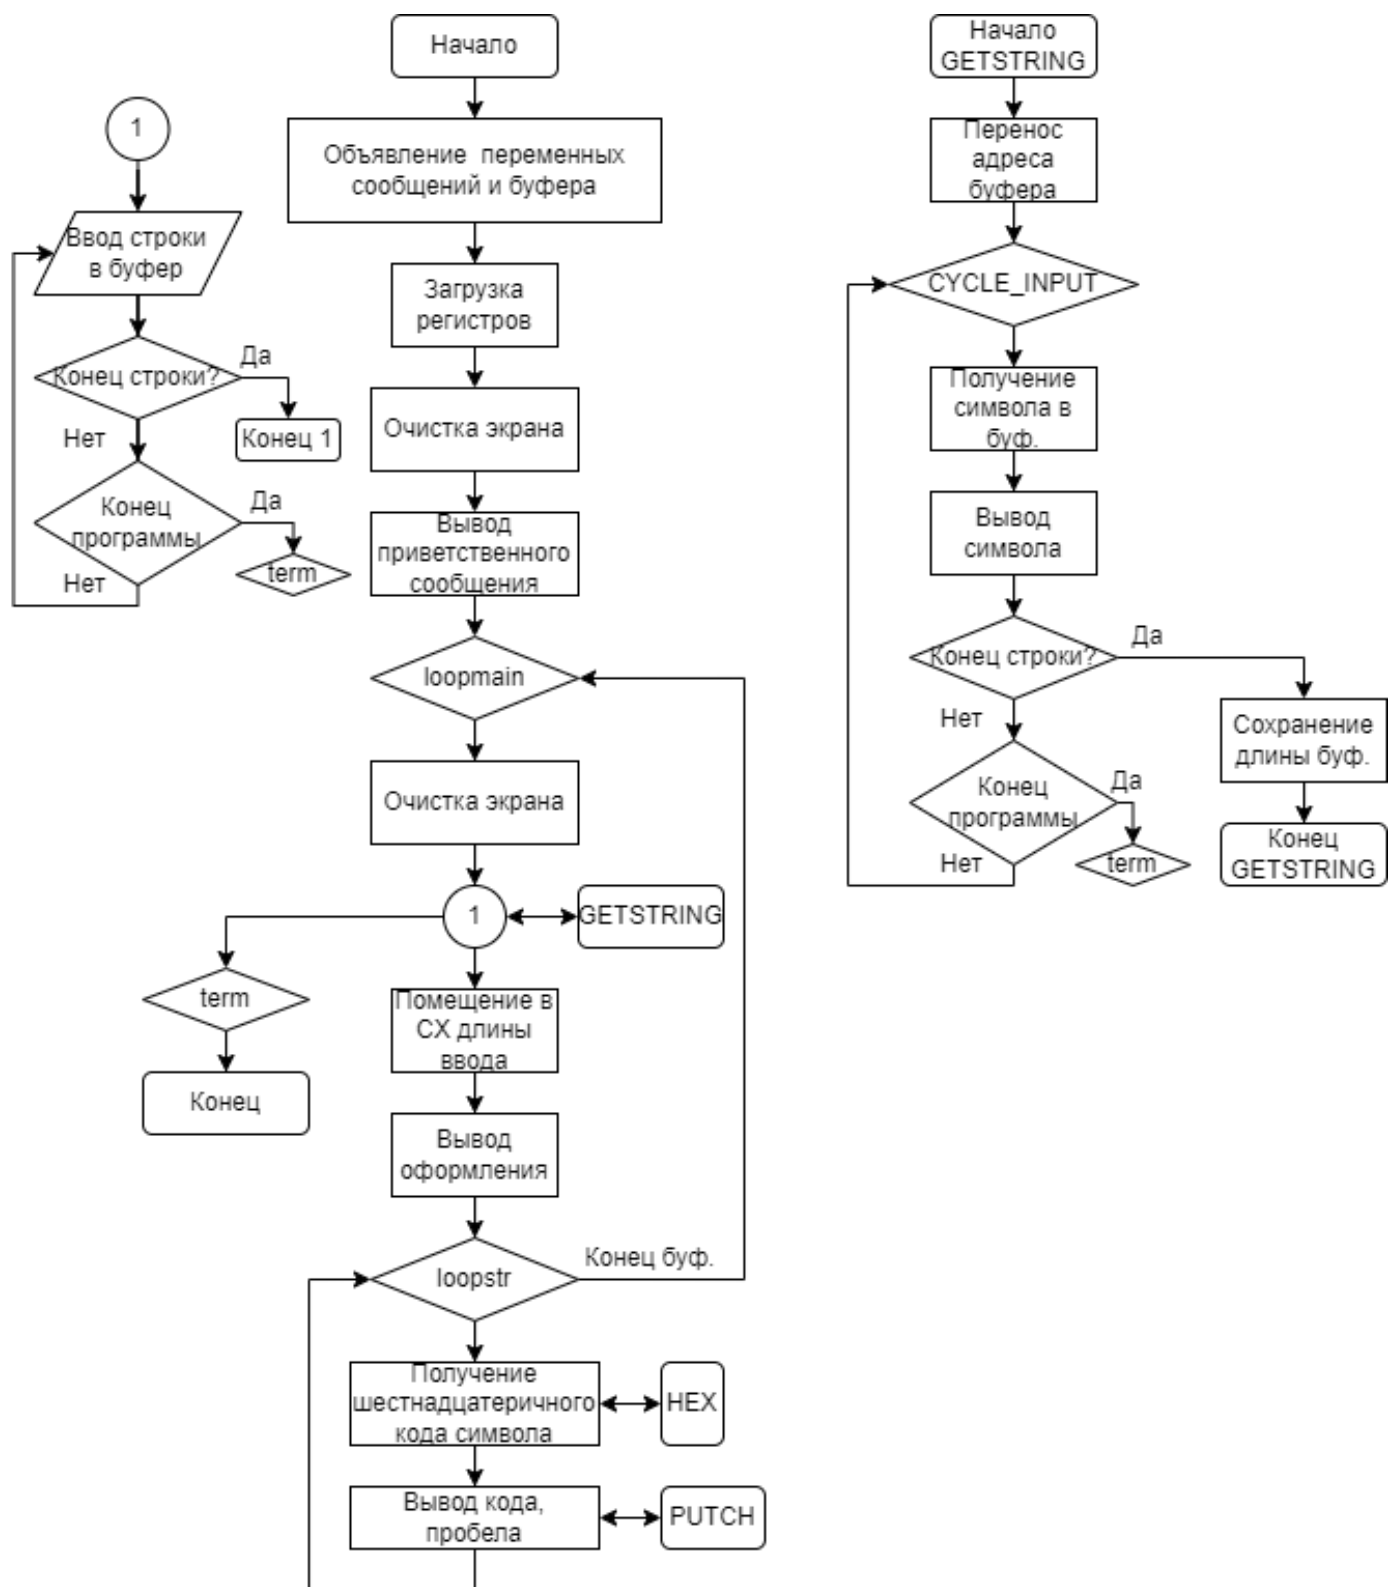 Начало
Объявление переменных
сообщений и буфера
Загрузка
регистров
Очистка экрана
Вывод
приветственного
сообщения
loopmain
Очистка экрана
1
GETSTRING
term
Конец
Помещение в
CX длины
ввода
Вывод
оформления
loopstr
Конец буф.
Получение
шестнадцатеричного
кода символа
HEX
Вывод кода,
пробела
PUTCH
1
Ввод строки
в буфер
Конец строки?
Да
Конец 1
Нет
Конец
программы
Да
term
Нет
Начало
GETSTRING
Перенос
адреса
буфера
CYCLE_INPUT
Получение
символа в
буф.
Вывод
символа
Конец строки?
Да
Сохранение
длины буф.
Конец
GETSTRING
Нет
Конец
программы
Да
term
Нет